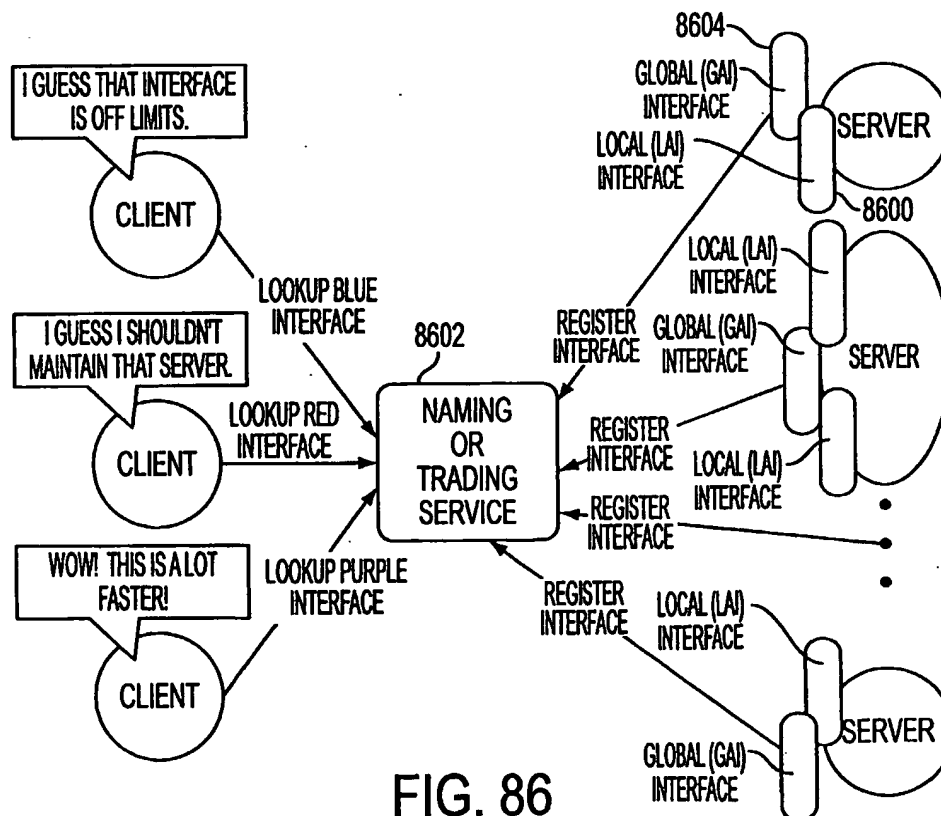 I GUESS THAT INTERFACE
IS OFF LIMITS.
CLIENT
LOOKUP BLUE
INTERFACE
I GUESS I SHOULDN'T
MAINTAIN THAT SERVER.
CLIENT
LOOKUP RED
INTERFACE
WOW! THIS IS A LOT
FASTER!
CLIENT
LOOKUP PURPLE
INTERFACE
8602
NAMING
OR
TRADING
SERVICE
8604
GLOBAL (GAI)
INTERFACE
SERVER
LOCAL (LAI)
INTERFACE
8600
REGISTER
INTERFACE
LOCAL (LAI)
INTERFACE
GLOBAL (GAI)
INTERFACE
SERVER
REGISTER
INTERFACE
LOCAL (LAI)
INTERFACE
REGISTER
INTERFACE
REGISTER
INTERFACE
LOCAL (LAI)
INTERFACE
SERVER
GLOBAL (GAI)
INTERFACE
FIG. 86